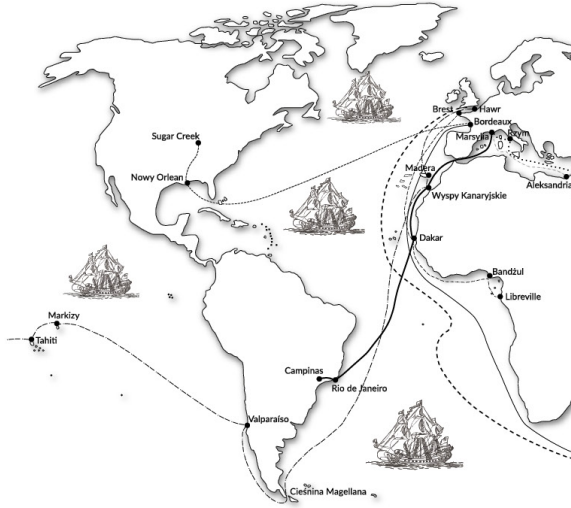 Brest
Hawr
Bordeaux
Marsylia
Rzym
Sugar Creek
Madera
Nowy Orlean
Aleksandria
Wyspy Kanaryjskie
Dakar
Bandżul
Libreville
Markizy
Tahiti
Campinas
Rio de Janeiro
Valparaíso
Cieśnina Magellana